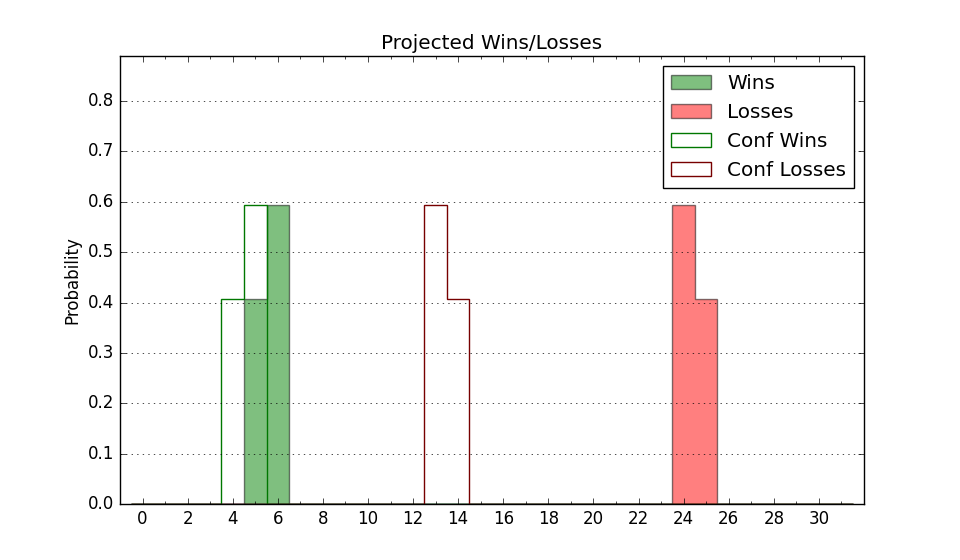 Projected Wins/Losses
Wins
Losses
Conf Wins
Conf Losses
Probability
0.8
0.7
0.6
0.5
0.4
0.3
0.2
0.1
0.0
0 2 4 6 8 10 12 14 16 18 20 22 24 26 28 30